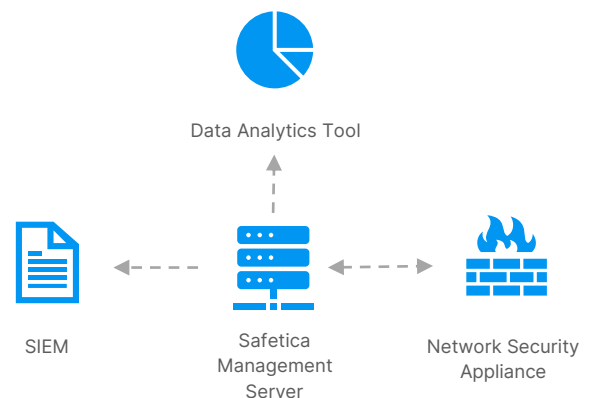 Data Analytics Tool
SIEM
Safetica
Management
Server
Network Security
Appliance